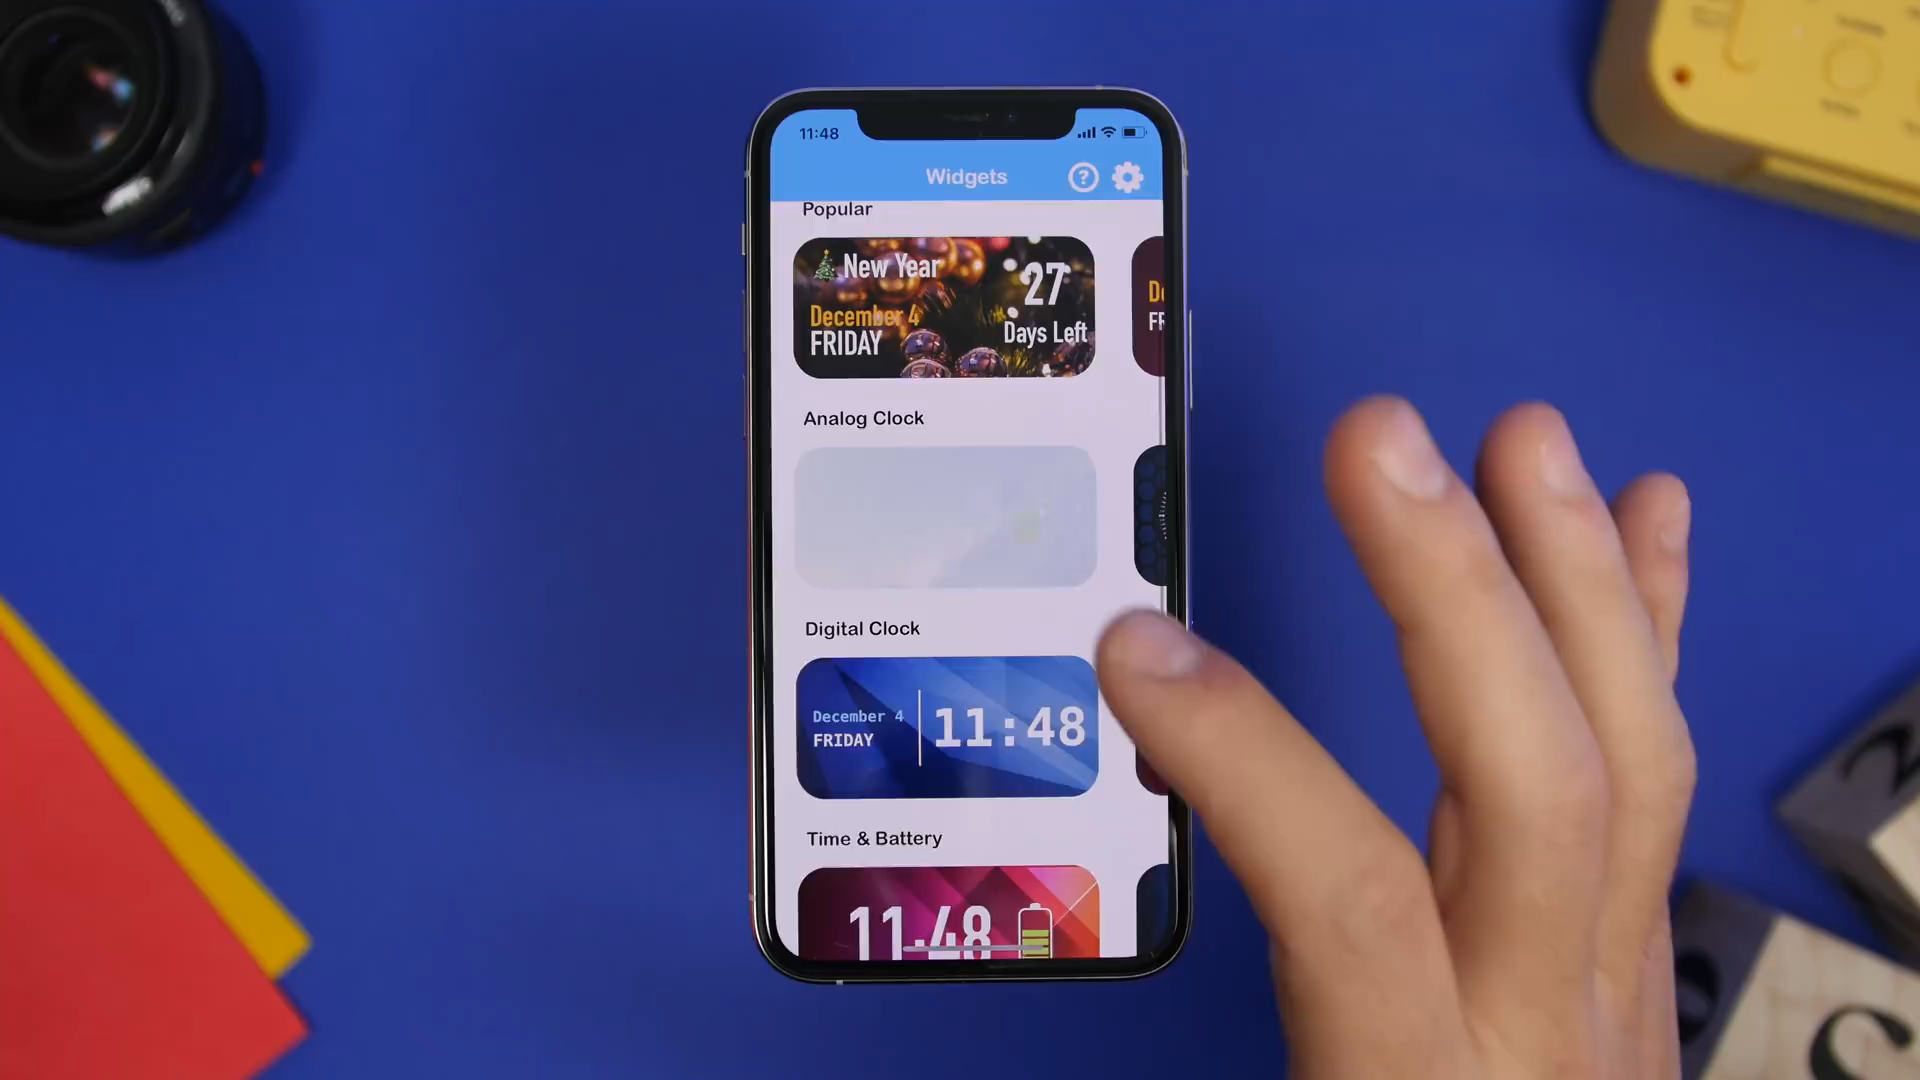 11:48
Widgets
?
Popular
New Year
27
December 4
Days Left
FRIDAY
Analog Clock
Digital Clock
December 4
11:48
FRIDAY
Time & Battery
11:48
2